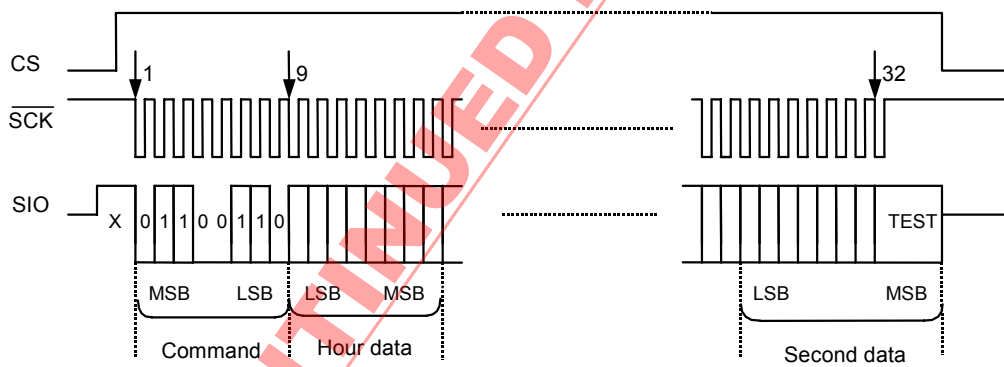 CS
1
9
32
SCK
SIO
X 0 1 1 0 0 1 1 0
TEST
MSB LSB LSB MSB
LSB MSB
Command Hour data
Second data